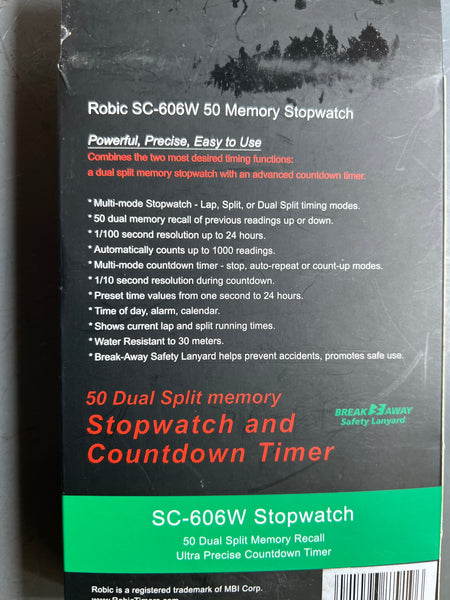 Robic SC-606W 50 Memory Stopwatch
Powerful, Precise, Easy to Use
Combines the two most desired timing functions:
a dual split memory stopwatch with an advanced countdown timer.
* Multi-mode Stopwatch - Lap, Split, or Dual Split timing modes.
* 50 dual memory recall of previous readings up or down.
* 1/100 second resolution up to 24 hours.
* Automatically counts up to 1000 readings.
* Multi-mode countdown timer - stop, auto-repeat or count-up modes.
* 1/10 second resolution during countdown.
* Preset time values from one second to 24 hours.
* Time of day, alarm, calendar.
* Shows current lap and split running times.
* Water Resistant to 30 meters.
* Break-Away Safety Lanyard helps prevent accidents, promotes safe use.
50 Dual Split memory
Stopwatch and
Countdown Timer
BREAK AWAY
Safety Lanyard
SC-606W Stopwatch
50 Dual Split Memory Recall
Ultra Precise Countdown Timer
Robic is a registered trademark of MBI Corp.
www.RobicTimers.com